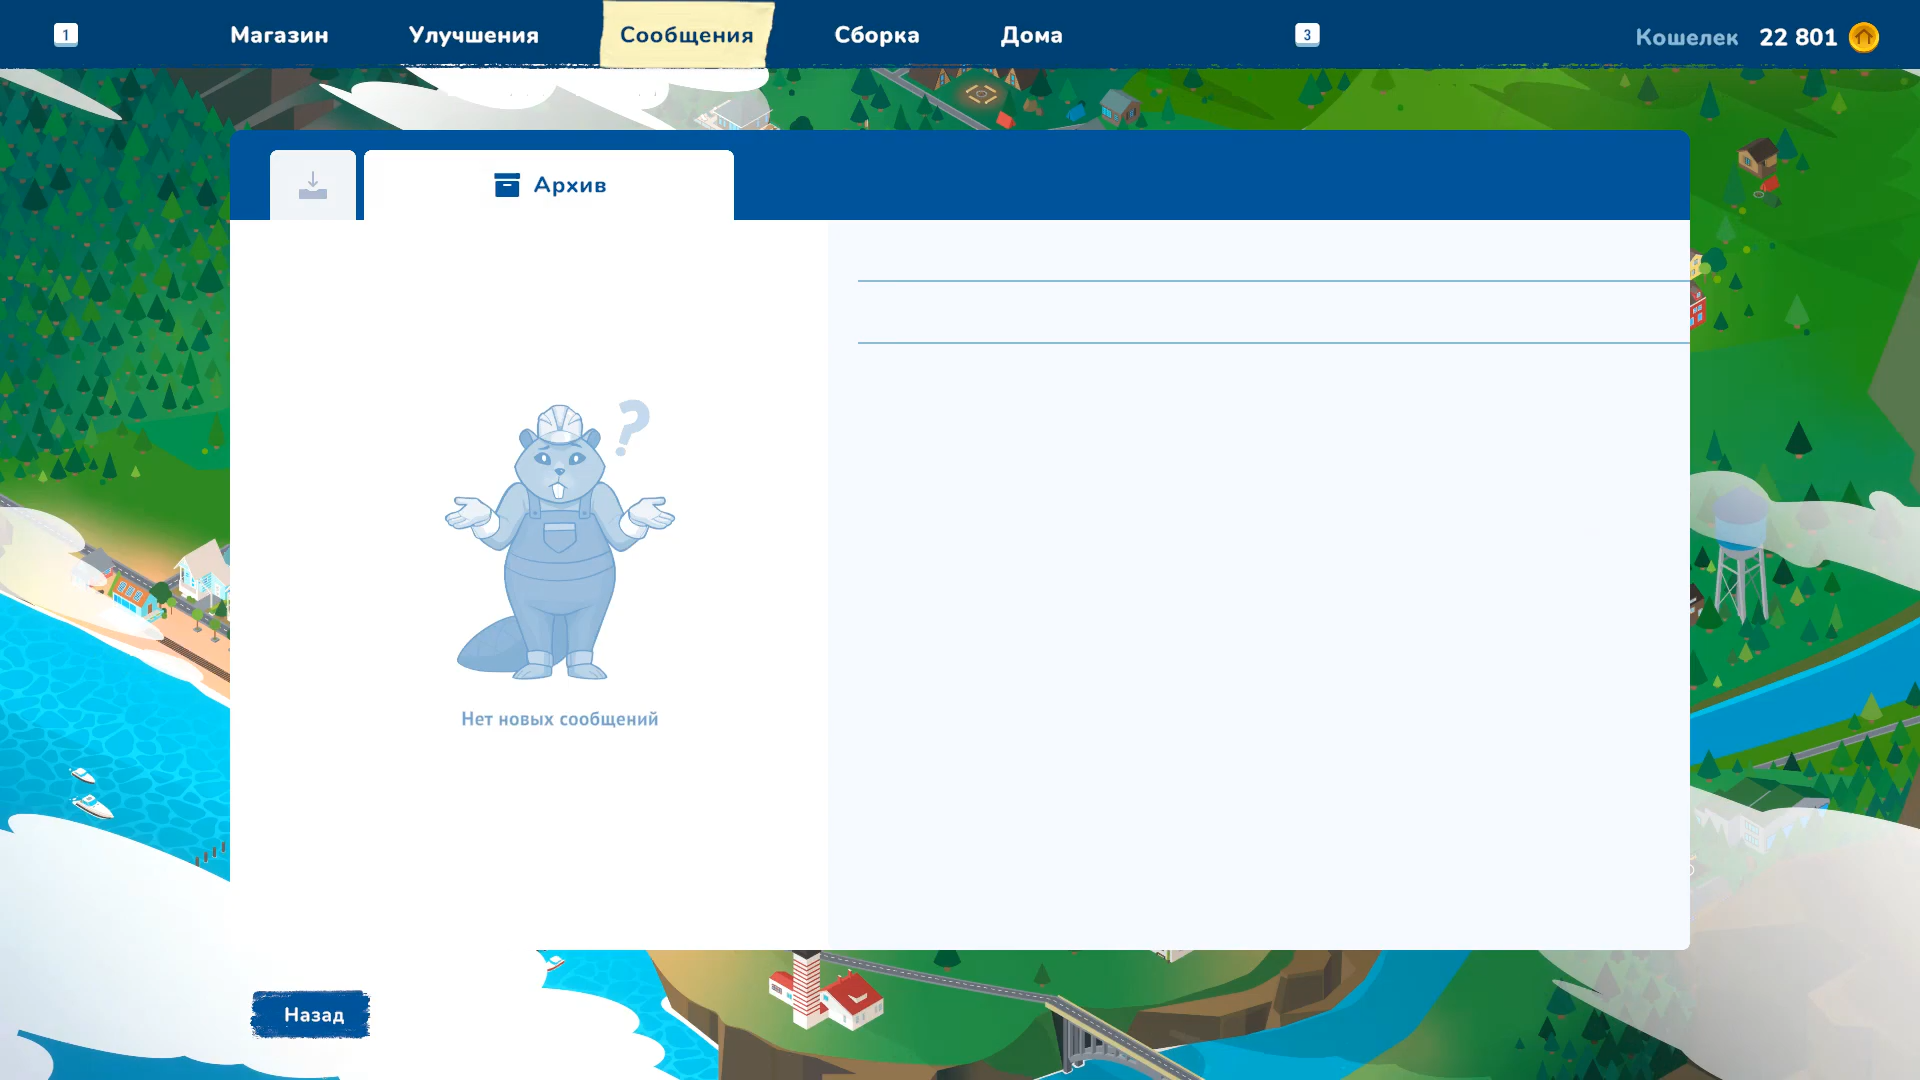 1 Магазин Улучшения Сообщения Сборка Дома 3 Кошелек 22 801
Архив
?
Нет новых сообщений
Назад